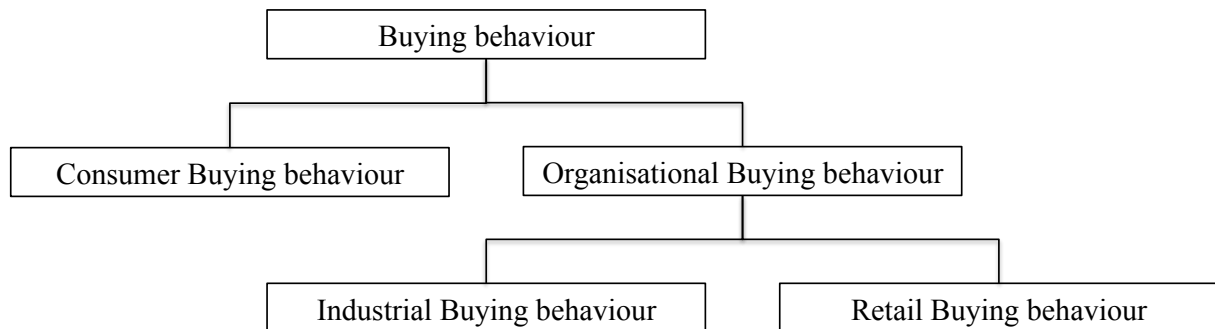 Buying behaviour
Consumer Buying behaviour
Organisational Buying behaviour
Industrial Buying behaviour
Retail Buying behaviour